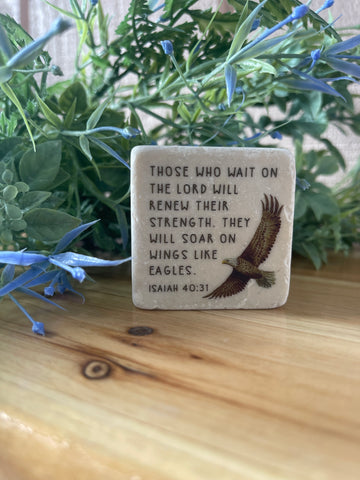 THOSE WHO WAIT ON
THE LORD WILL
RENEW THEIR
STRENGTH. THEY
WILL SOAR ON
WINGS LIKE
EAGLES.
ISAIAH 40:31